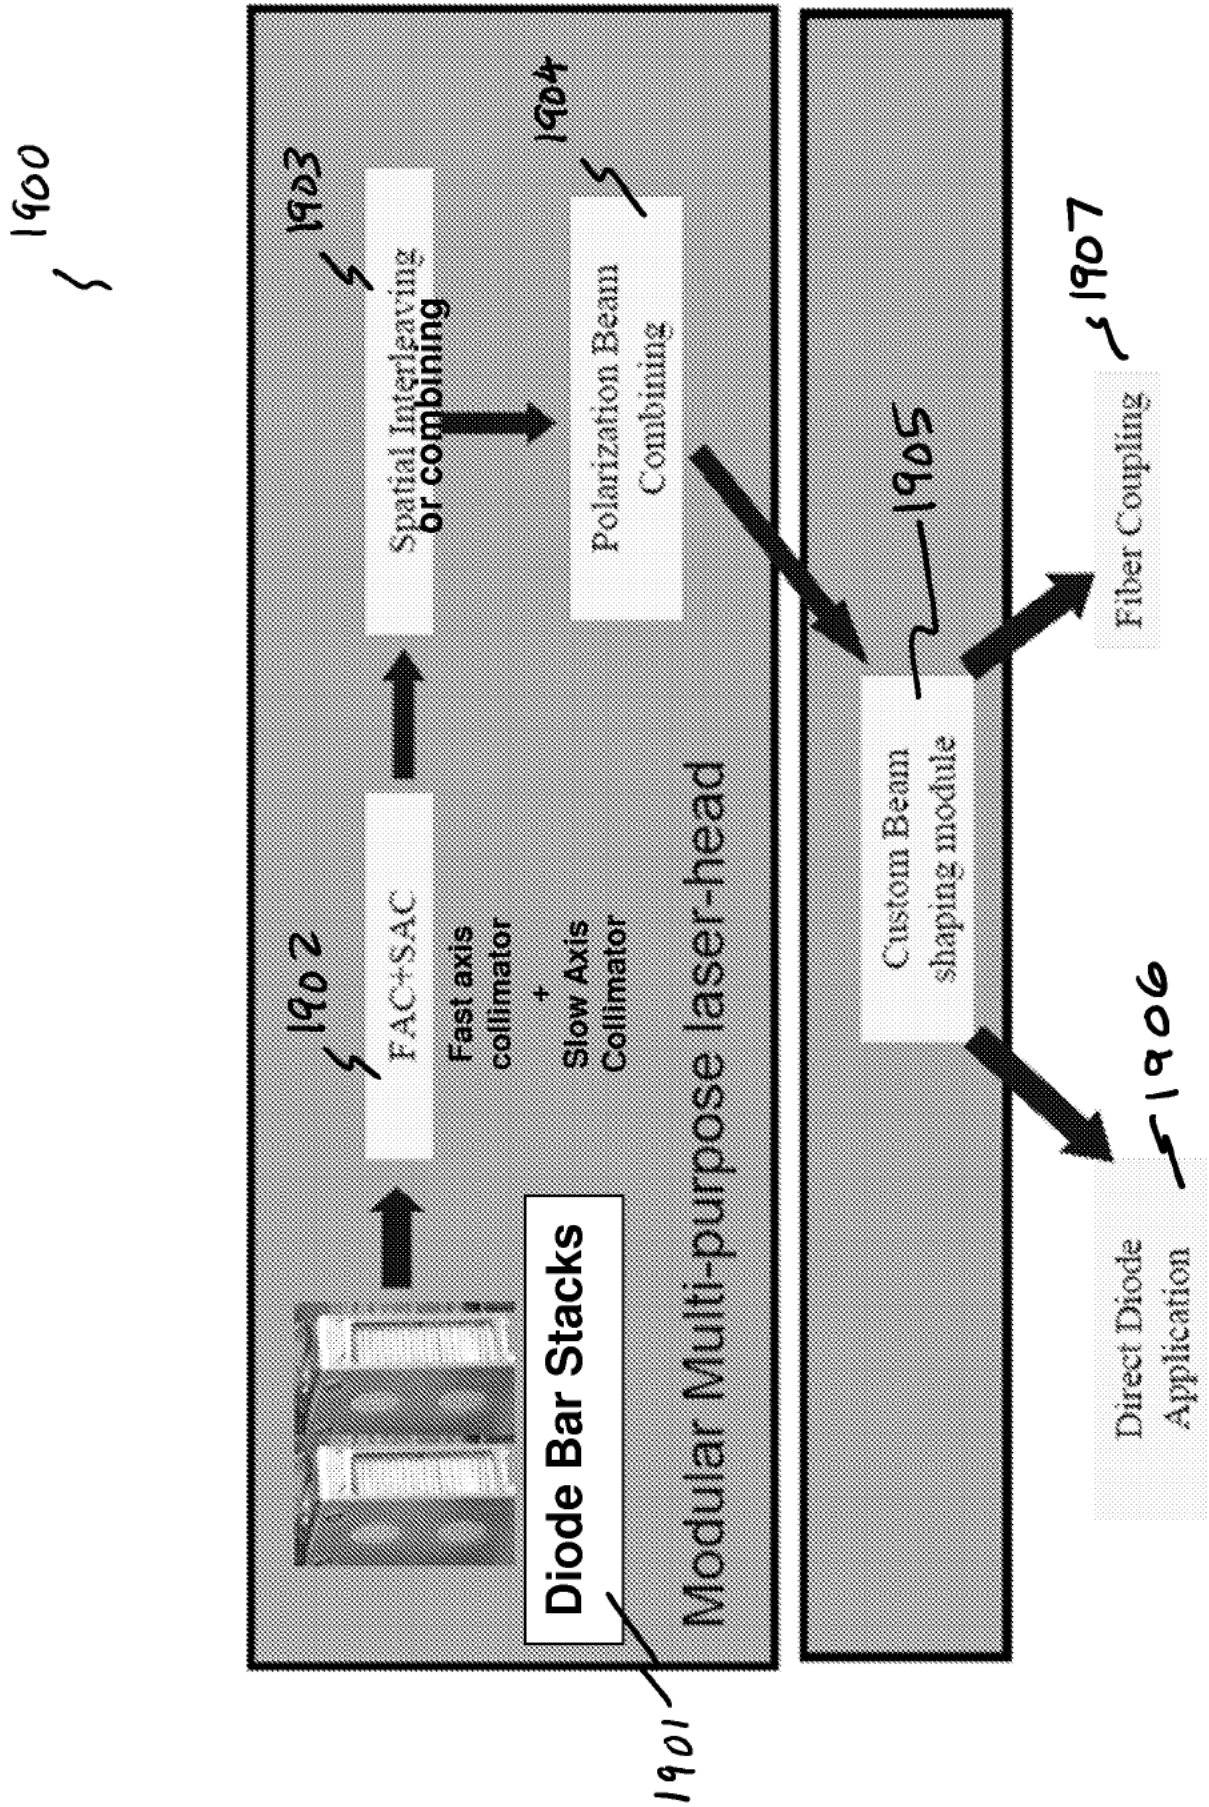 1900
1902
1903
FAC+SAC
Spatial Interleaving
or combining
Fast axis
collimator
+
Slow Axis
Collimator
1904
Diode Bar Stacks
Polarization Beam
Combining
1901
Modular Multi-purpose laser-head
Custom Beam
shaping module
1905
1906
1907
Direct Diode
Application
Fiber Coupling